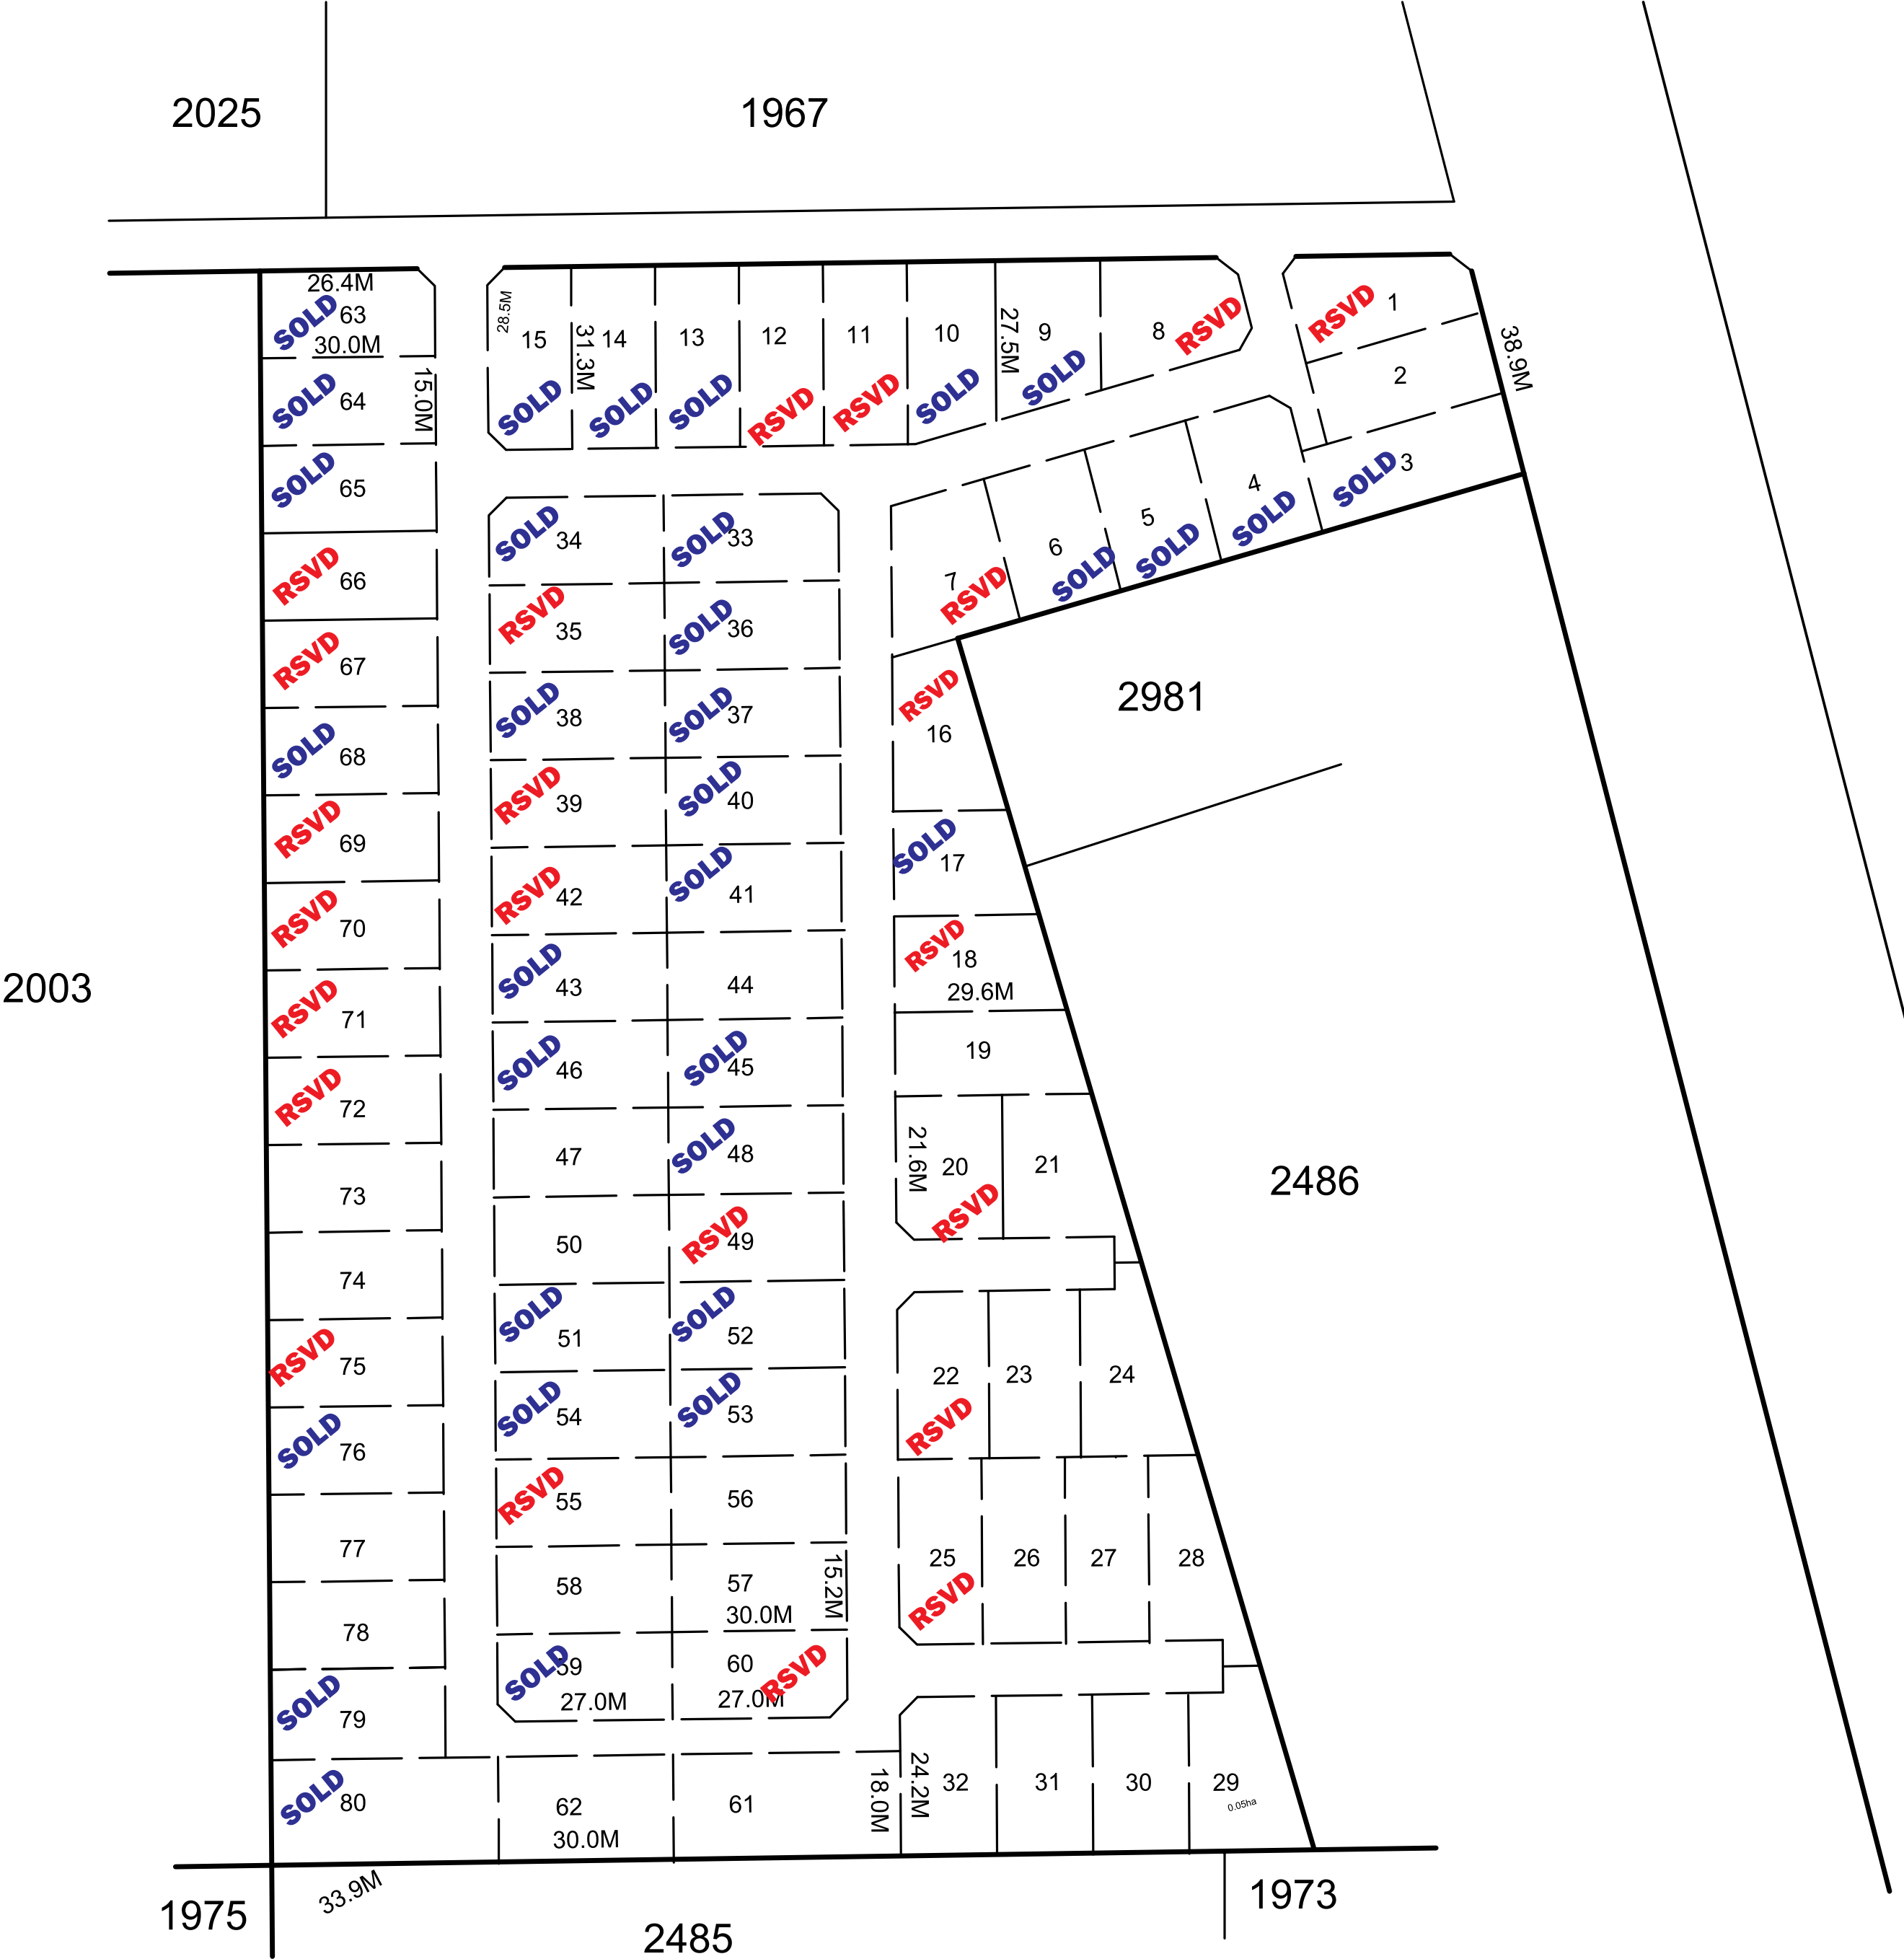 2025
1967
26.4M
SOLD
63
30.0M
28.5M
15
SOLD
31.3M
14
SOLD
13
SOLD
12
RSVD
11
RSVD
10
SOLD
27.5M
9
SOLD
8
RSVD
RSVD
1
2
38.9M
SOLD
3
SOLD
64
15.0M
SOLD
65
4
SOLD
5
SOLD
6
SOLD
7
RSVD
SOLD
34
SOLD
33
RSVD
66
RSVD
35
SOLD
36
RSVD
67
SOLD
38
SOLD
37
RSVD
16
2981
SOLD
68
RSVD
39
SOLD
40
RSVD
69
SOLD
17
RSVD
42
SOLD
41
RSVD
70
RSVD
18
29.6M
2003
SOLD
43
44
RSVD
71
19
SOLD
46
SOLD
45
RSVD
72
47
SOLD
48
21.6M
20
RSVD
21
2486
73
50
RSVD
49
74
SOLD
51
SOLD
52
RSVD
75
22
RSVD
23
24
SOLD
54
SOLD
53
SOLD
76
RSVD
55
56
77
25
RSVD
26
27
28
58
57
30.0M
15.2M
78
SOLD
59
27.0M
60
27.0M
RSVD
SOLD
79
SOLD
80
62
30.0M
61
18.0M
24.2M
32
31
30
29
0.05ha
33.9M
1975
2485
1973